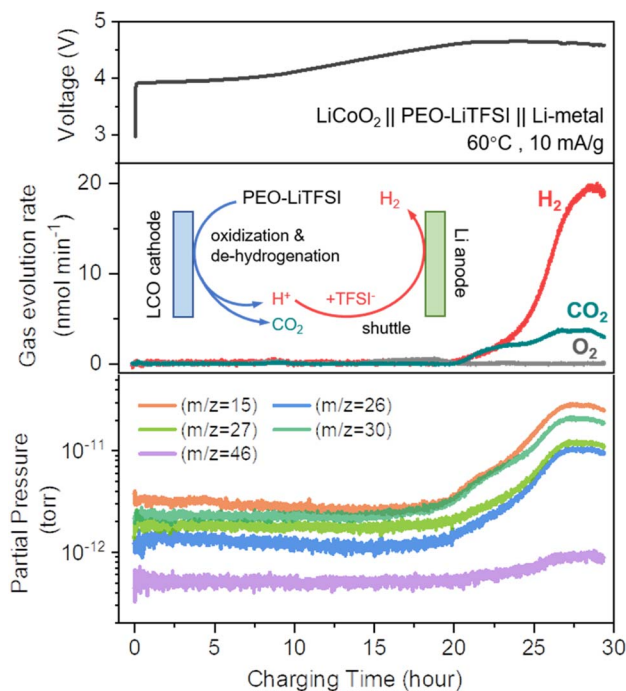 Voltage (V)
5
4
3
LiCoO₂ || PEO-LiTFSI || Li-metal
60°C , 10 mA/g
Gas evolution rate
(nmol min⁻¹)
20
10
0
LCO cathode
PEO-LiTFSI
oxidization &
de-hydrogenation
H⁺
CO₂
+TFSI⁻
shuttle
H₂
Li anode
H₂
CO₂
O₂
Partial Pressure
(torr)
10⁻¹¹
10⁻¹²
(m/z=15) (m/z=26)
(m/z=27) (m/z=30)
(m/z=46)
0 5 10 15 20 25 30
Charging Time (hour)